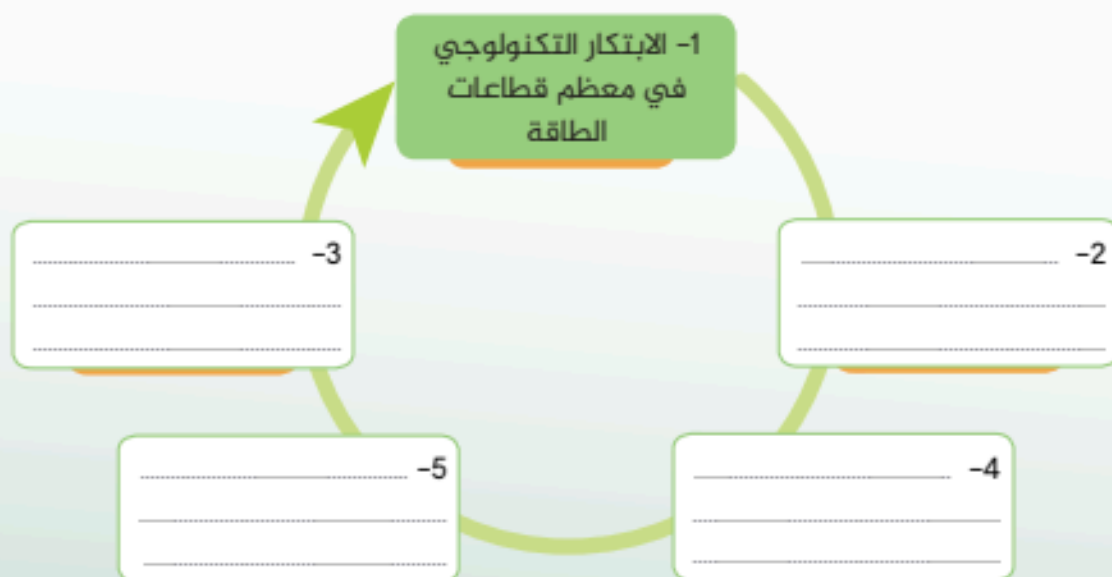 1- الابتكار التكنولوجي
في معظم قطاعات
الطاقة
2-
3-
4-
5-